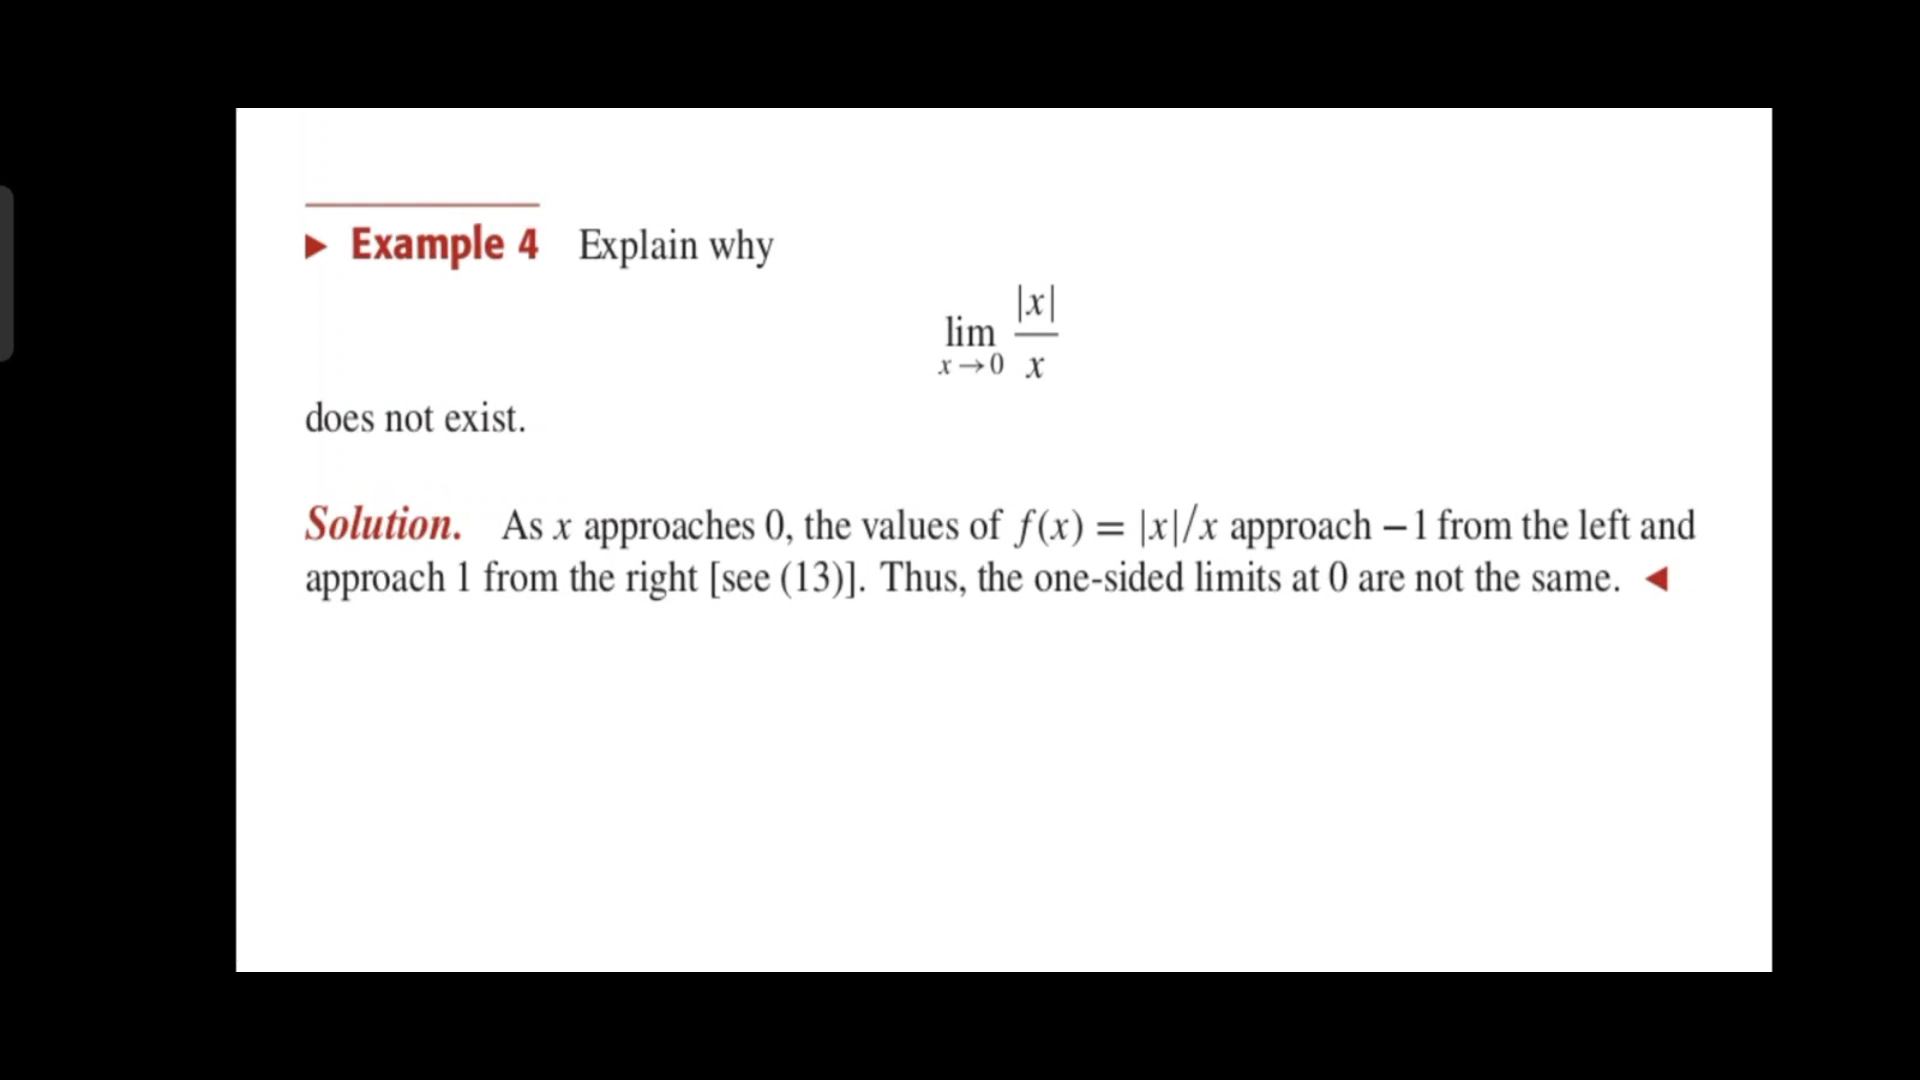 ▶ Example 4 Explain why
lim x→0 |x|/x
does not exist.
Solution. As x approaches 0, the values of f(x) = |x|/x approach −1 from the left and
approach 1 from the right [see (13)]. Thus, the one-sided limits at 0 are not the same. ◀